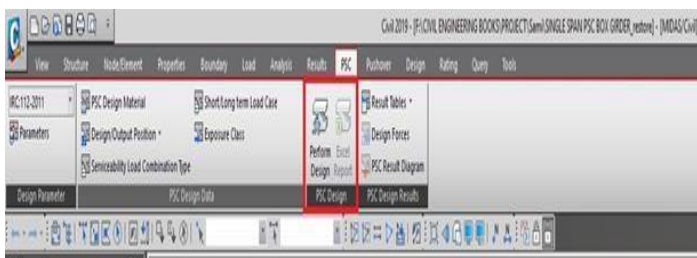 Civil 2019 - [F:\CIVIL ENGINEERING BOOKS\PROJECT\Sami\SINGLE SPAN PSC BOX GIRDER_restore] - [MIDAS/Civil]
View Structure Node/Element Properties Boundary Load Analysis Results PSC Pushover Design Rating Query Tools
IRC:112-2011
Parameters
Design Parameter
PSC Design Material
Design/Output Position
Serviceability Load Combination Type
Short/Long term Load Case
Exposure Class
PSC Design Data
Perform Design
Excel Report
PSC Design
Result Tables
Design Forces
PSC Result Diagram
PSC Design Results